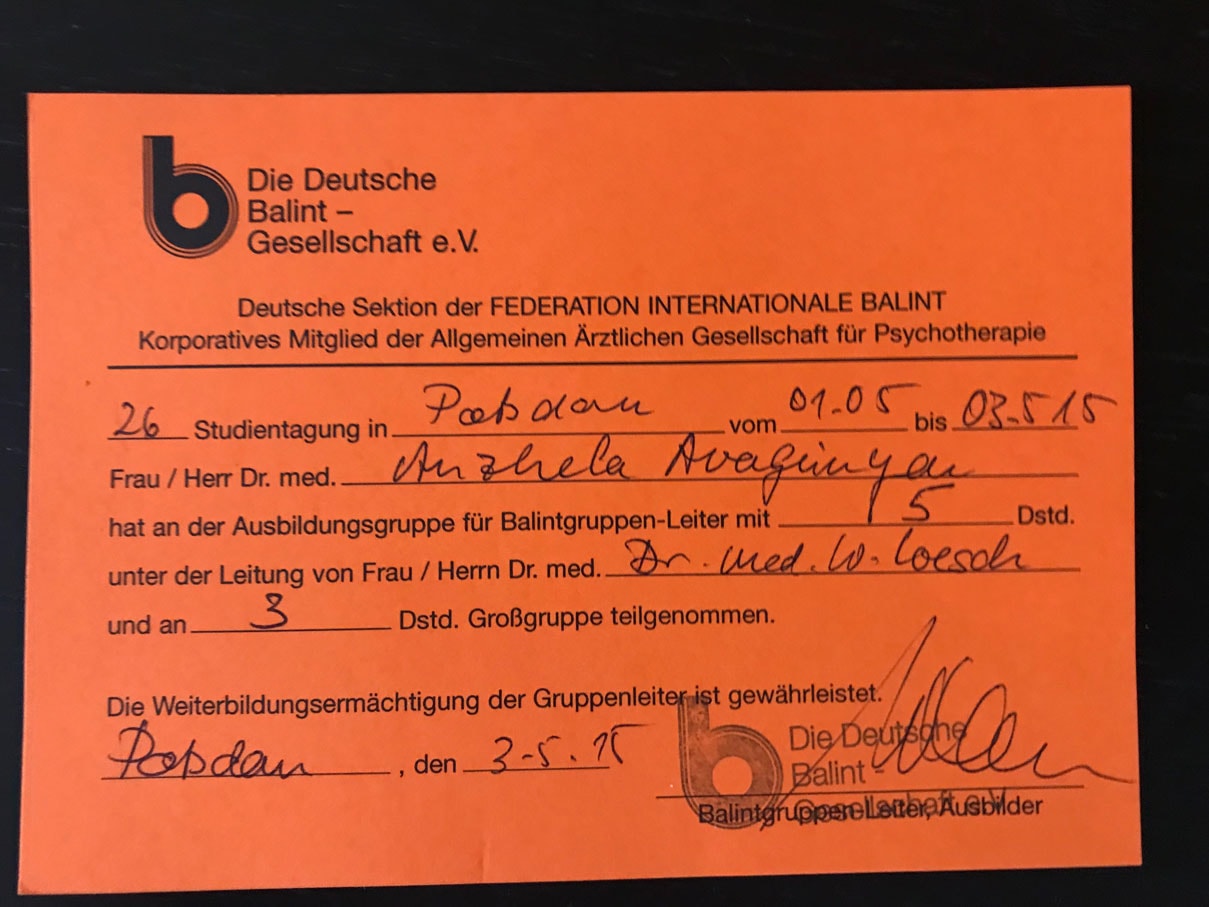 Die Deutsche
Balint –
Gesellschaft e.V.
Deutsche Sektion der FEDERATION INTERNATIONALE BALINT
Korporatives Mitglied der Allgemeinen Ärztlichen Gesellschaft für Psychotherapie
26 Studientagung in Potsdam vom 01.05 bis 03.5 15
Frau / Herr Dr. med. Anzhela Avaginyan
hat an der Ausbildungsgruppe für Balintgruppen-Leiter mit 15 Dstd.
unter der Leitung von Frau / Herrn Dr. med. Dr. med. W. Loesch
und an 3 Dstd. Großgruppe teilgenommen.
Die Weiterbildungsermächtigung der Gruppenleiter ist gewährleistet.
Potsdam, den 3.5.15
Die Deutsche
Balint –
Gesellschaft e.V.
Balintgruppen-Leiter, Ausbilder